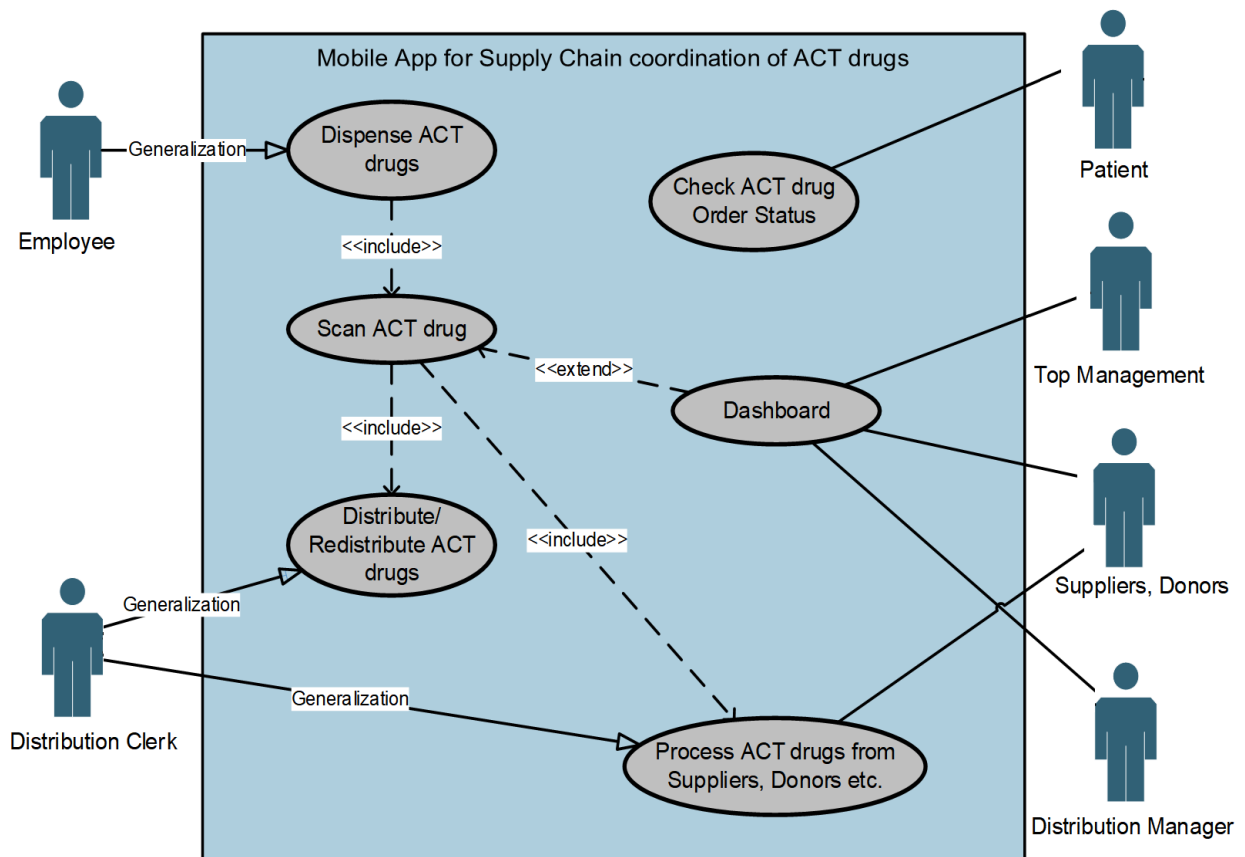 Mobile App for Supply Chain coordination of ACT drugs
Employee
Generalization
Dispense ACT
drugs
Check ACT drug
Order Status
Patient
<<include>>
Scan ACT drug
<<extend>>
Dashboard
Top Management
<<include>>
Distribute/
Redistribute ACT
drugs
<<include>>
Suppliers, Donors
Generalization
Distribution Clerk
Generalization
Process ACT drugs from
Suppliers, Donors etc.
Distribution Manager